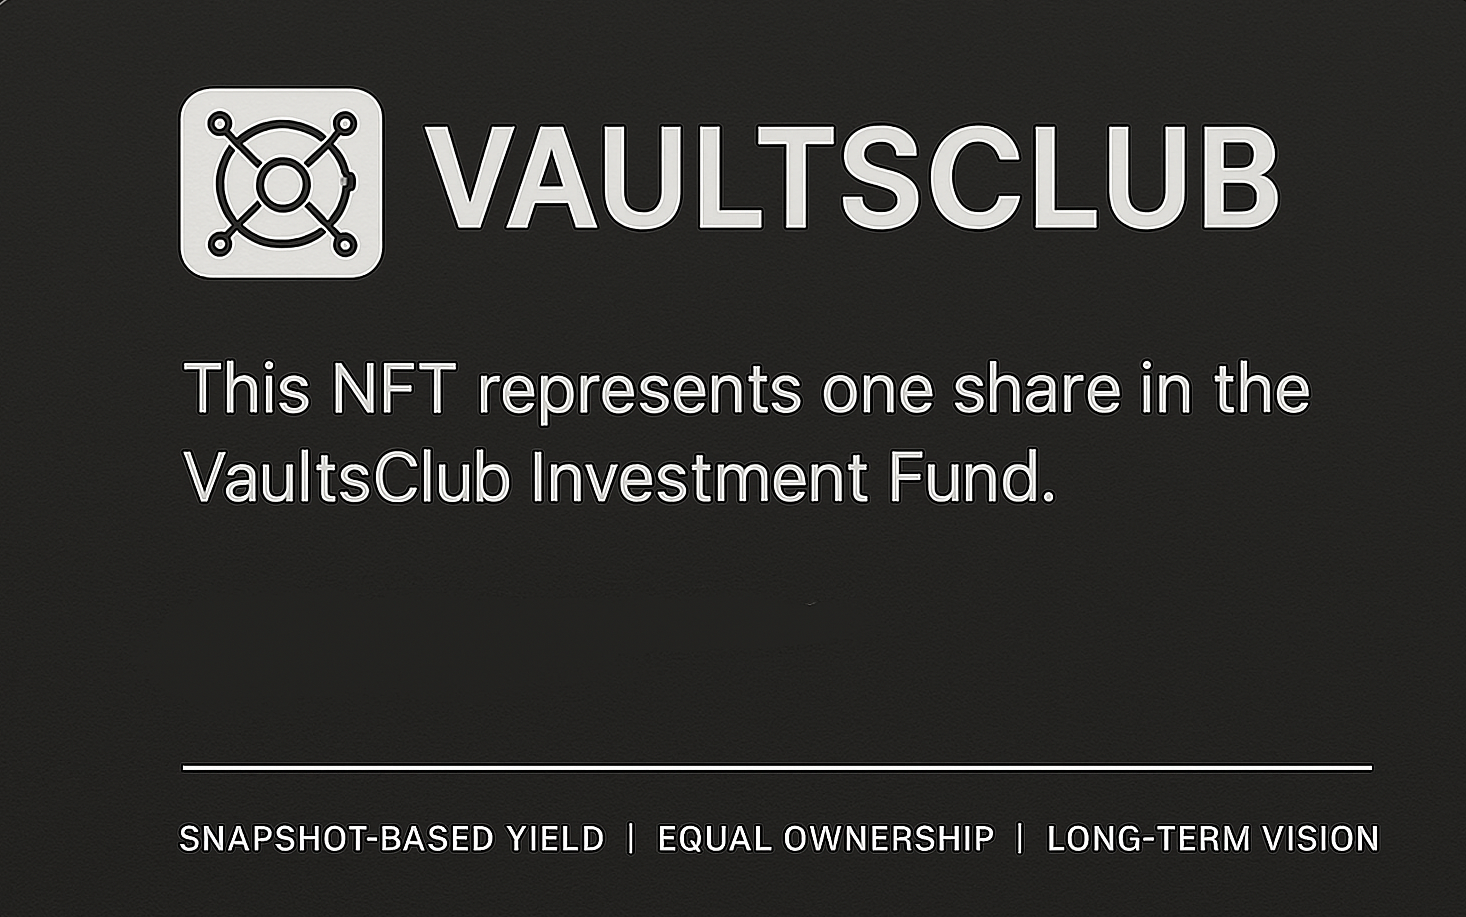 VAULTSCLUB
This NFT represents one share in the
VaultsClub Investment Fund.
SNAPSHOT-BASED YIELD | EQUAL OWNERSHIP | LONG-TERM VISION